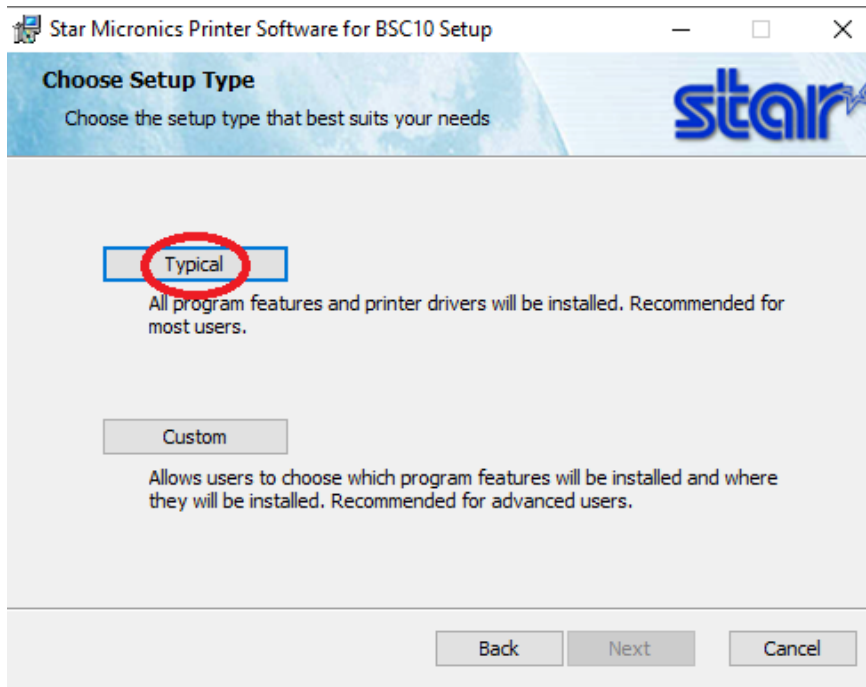 Star Micronics Printer Software for BSC10 Setup
Choose Setup Type
Choose the setup type that best suits your needs
star
Typical
All program features and printer drivers will be installed. Recommended for
most users.
Custom
Allows users to choose which program features will be installed and where
they will be installed. Recommended for advanced users.
Back
Next
Cancel